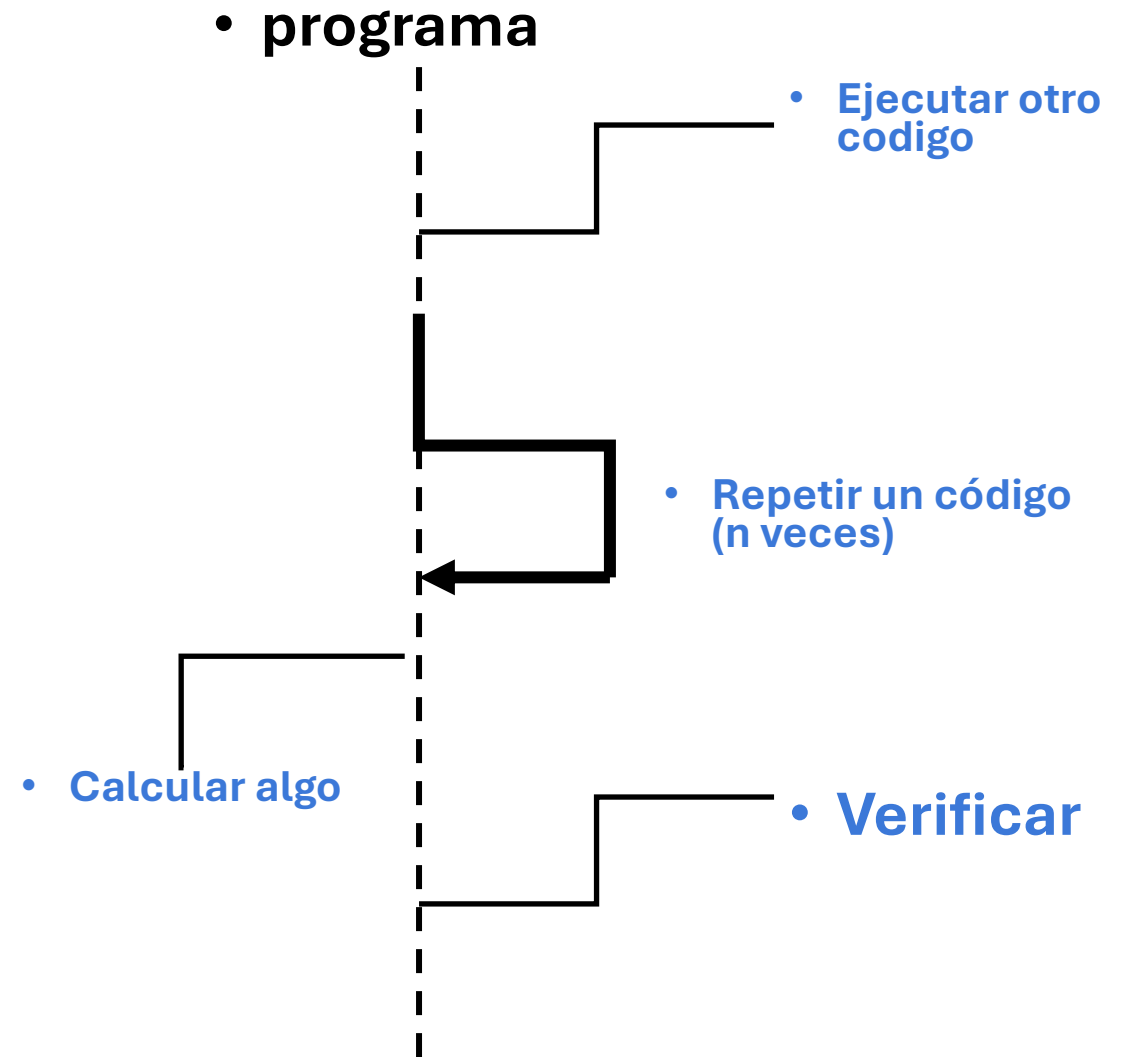 • programa
• Ejecutar otro
codigo
• Repetir un código
(n veces)
• Calcular algo
• Verificar